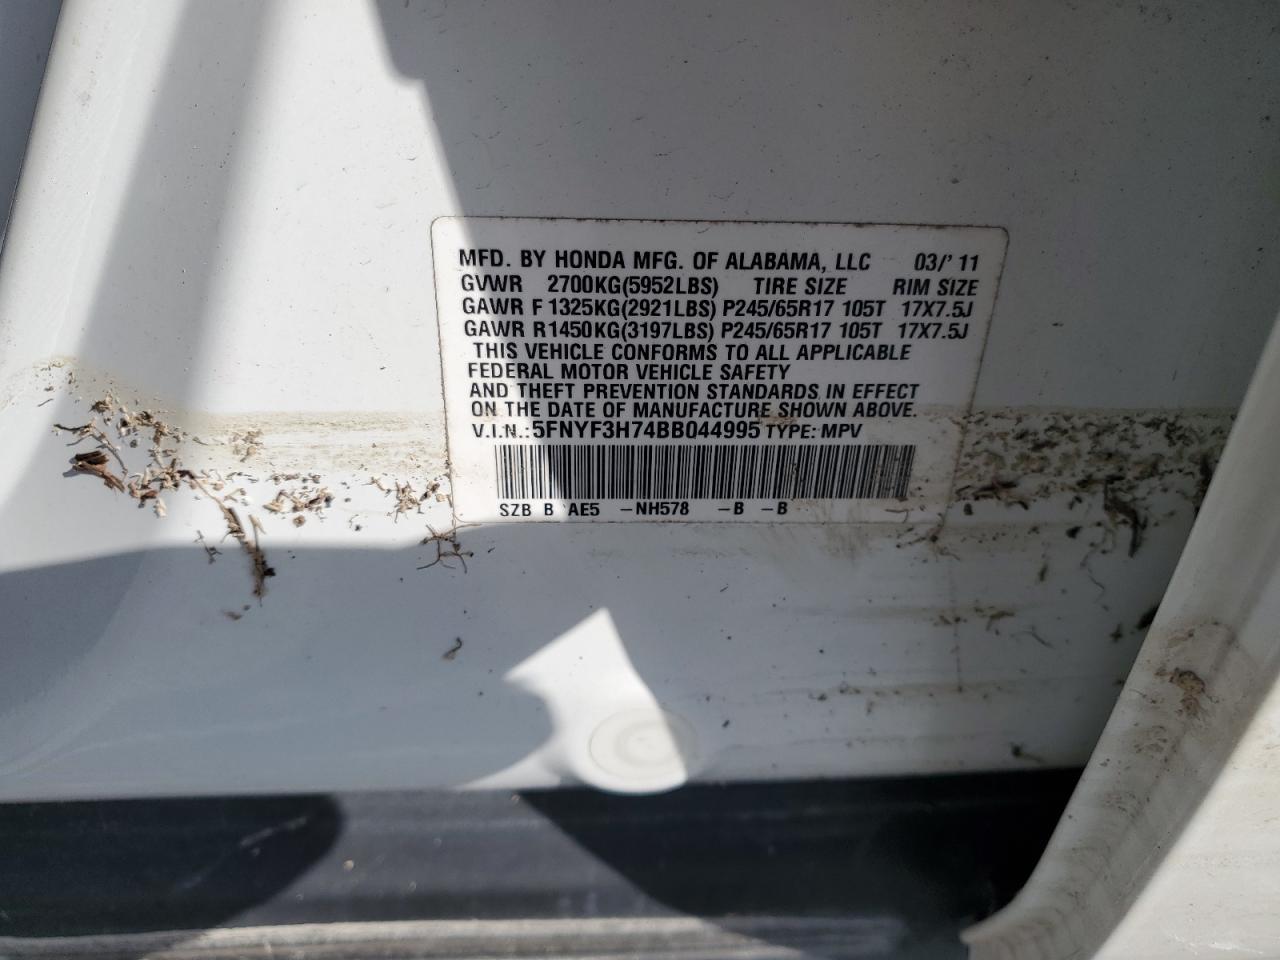 MFD. BY HONDA MFG. OF ALABAMA, LLC 03/'11
GVWR 2700KG(5952LBS) TIRE SIZE RIM SIZE
GAWR F 1325KG(2921LBS) P245/65R17 105T 17X7.5J
GAWR R1450KG(3197LBS) P245/65R17 105T 17X7.5J
THIS VEHICLE CONFORMS TO ALL APPLICABLE
FEDERAL MOTOR VEHICLE SAFETY
AND THEFT PREVENTION STANDARDS IN EFFECT
ON THE DATE OF MANUFACTURE SHOWN ABOVE.
V.I.N.: 5FNYF3H74BB044995 TYPE: MPV
SZB B AE5 -NH578 -B -B